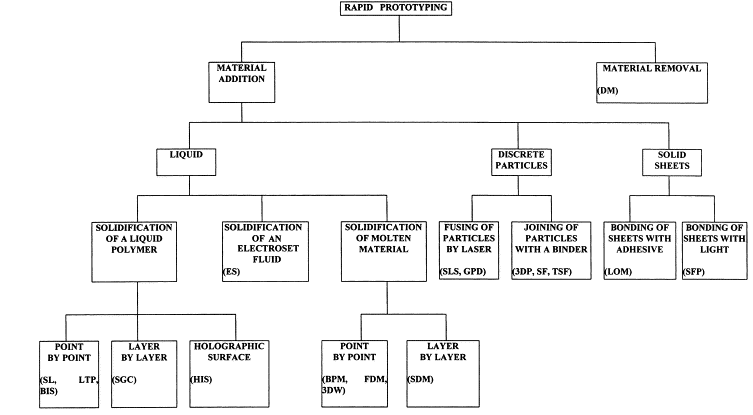 RAPID PROTOTYPING
MATERIAL
ADDITION
MATERIAL REMOVAL
(DM)
LIQUID
DISCRETE
PARTICLES
SOLID
SHEETS
SOLIDIFICATION
OF A LIQUID
POLYMER
SOLIDIFICATION
OF AN
ELECTROSET
FLUID
(ES)
SOLIDIFICATION
OF MOLTEN
MATERIAL
FUSING OF
PARTICLES
BY LASER
(SLS, GPD)
JOINING OF
PARTICLES
WITH A BINDER
(3DP, SF, TSF)
BONDING OF
SHEETS WITH
ADHESIVE
(LOM)
BONDING OF
SHEETS WITH
LIGHT
(SFP)
POINT
BY POINT
(SL, LTP,
BIS)
LAYER
BY LAYER
(SGC)
HOLOGRAPHIC
SURFACE
(HIS)
POINT
BY POINT
(BPM, FDM,
3DW)
LAYER
BY LAYER
(SDM)